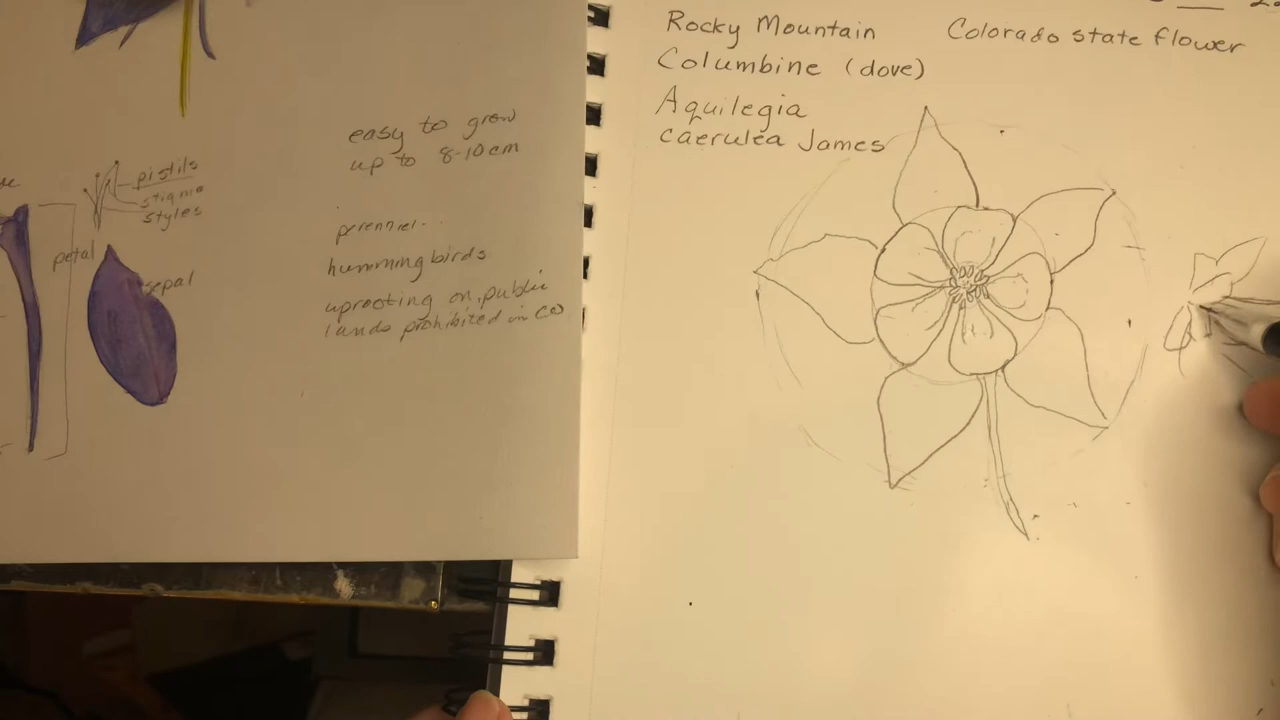 easy to grow
up to 8-10cm
pistils
stigma
styles
petal
sepal
perenniel..
hummingbirds
uprooting on public
lands prohibited in CO
Rocky Mountain
Columbine (dove)
Aquilegia
caerulea James
Colorado state flower